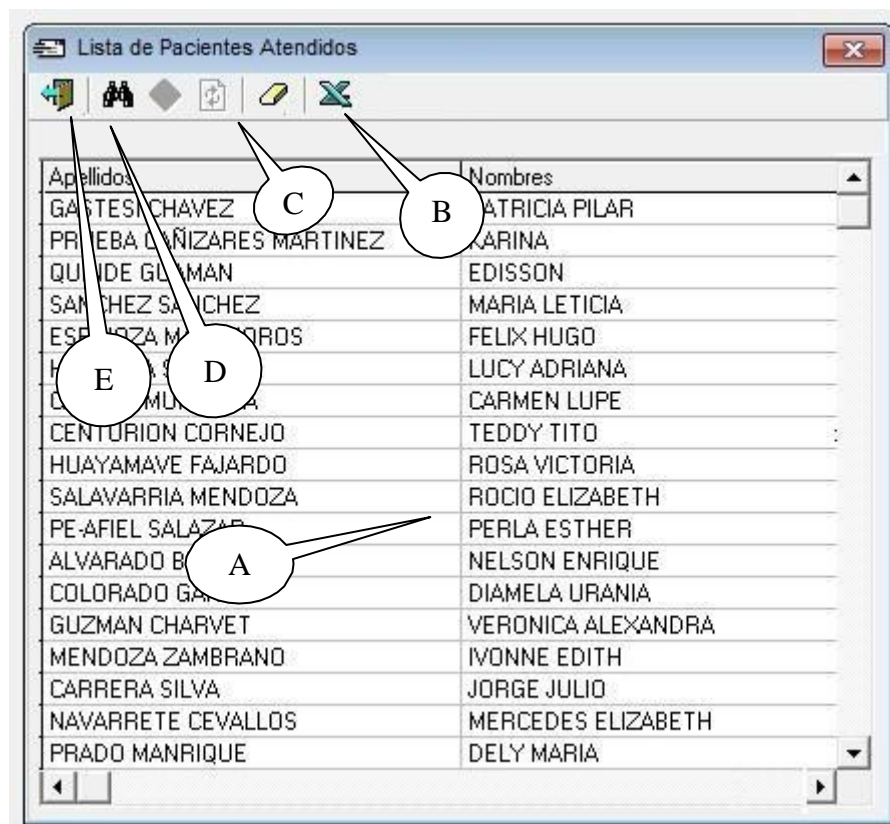 Lista de Pacientes Atendidos
Apellidos Nombres
CHAVEZ PATRICIA PILAR
PRUEBA CAÑIZARES MARTINEZ KARINA
EDISSON
SANCHEZ SANCHEZ MARIA LETICIA
FELIX HUGO
LUCY ADRIANA
CARMEN LUPE
CENTURION CORNEJO TEDDY TITO
HUAYAMAVE FAJARDO ROSA VICTORIA
SALAVARRIA MENDOZA ROCIO ELIZABETH
PE-AFIEL SALAZAR PERLA ESTHER
ALVARADO NELSON ENRIQUE
COLORADO DIAMELA URANIA
GUZMAN CHARVET VERONICA ALEXANDRA
MENDOZA ZAMBRANO IVONNE EDITH
CARRERA SILVA JORGE JULIO
NAVARRETE CEVALLOS MERCEDES ELIZABETH
PRADO MANRIQUE DELY MARIA
C
B
E
D
A